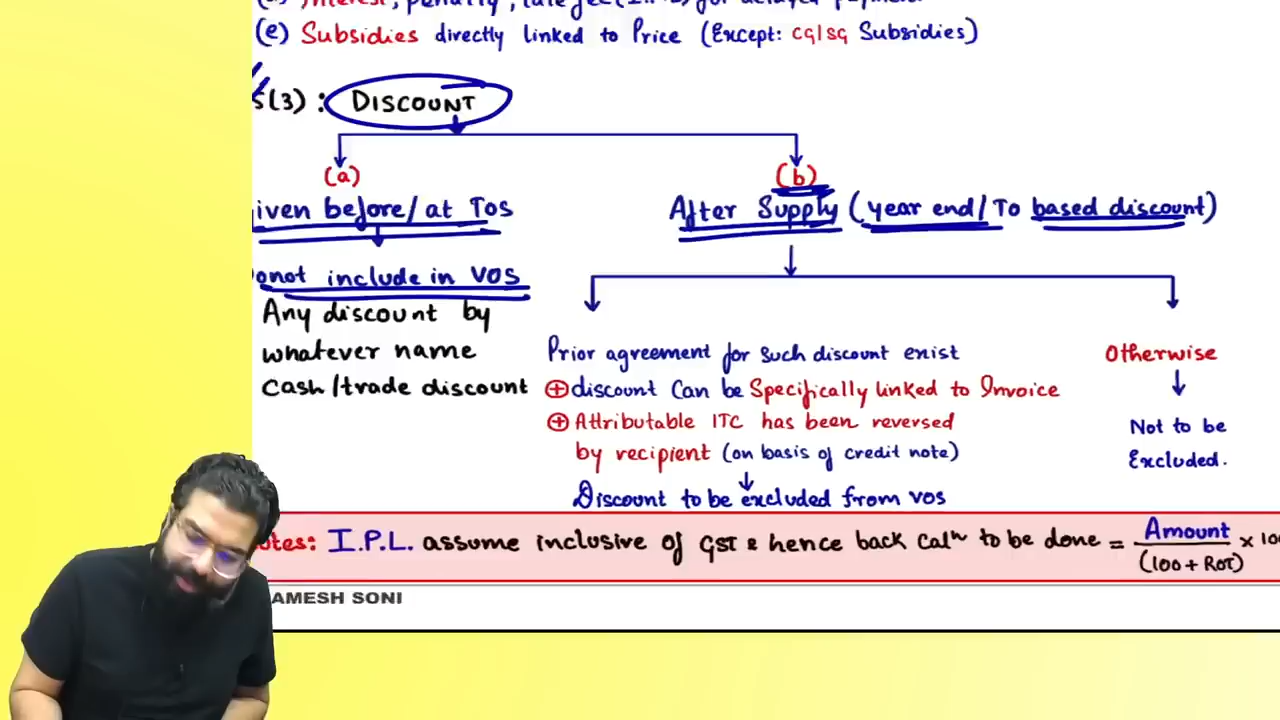 (e) Subsidies directly linked to Price (Except: CG/SG Subsidies)
5(3) : DISCOUNT
(a)
(b)
iven before/at TOS
After Supply (year end/TO based discount)
onot include in VOS
Any discount by
whatever name
cash/trade discount
Prior agreement for such discount exist
⊕ discount Can be Specifically linked to Invoice
⊕ Attributable ITC has been reversed
by recipient (on basis of credit note)
Discount to be excluded from VOS
Otherwise
Not to be
Excluded.
otes: I.P.L. assume inclusive of GST & hence back Calⁿ to be done = Amount / (100 + ROT) × 10
AMESH SONI